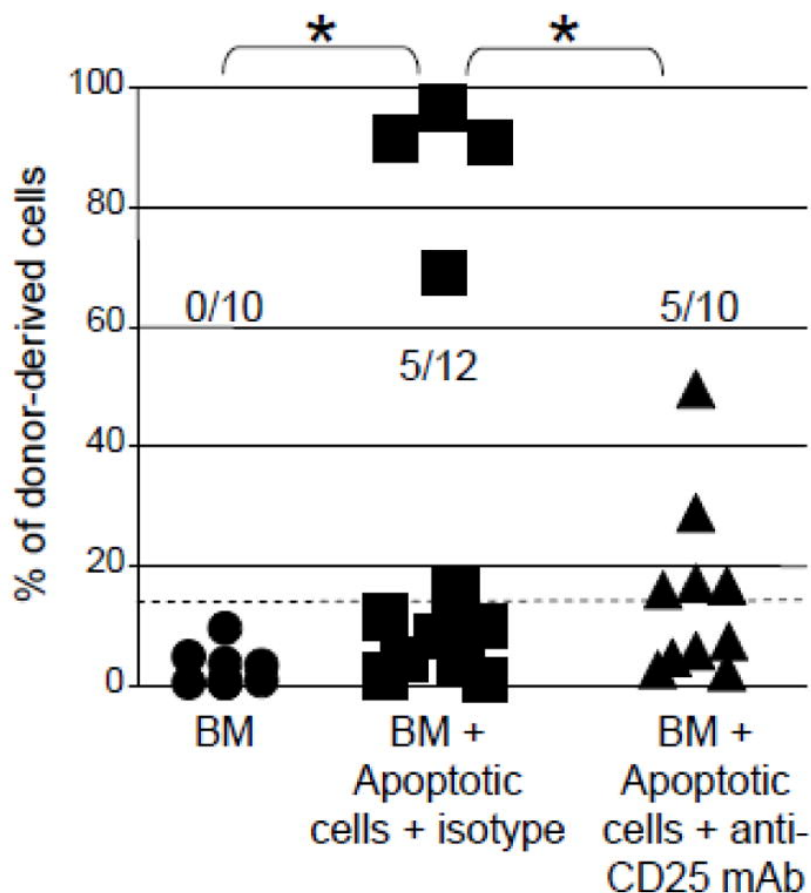 * *
100
80
60
40
20
0
% of donor-derived cells
0/10
5/12
5/10
BM
BM +
Apoptotic
cells + isotype
BM +
Apoptotic
cells + anti-
CD25 mAb